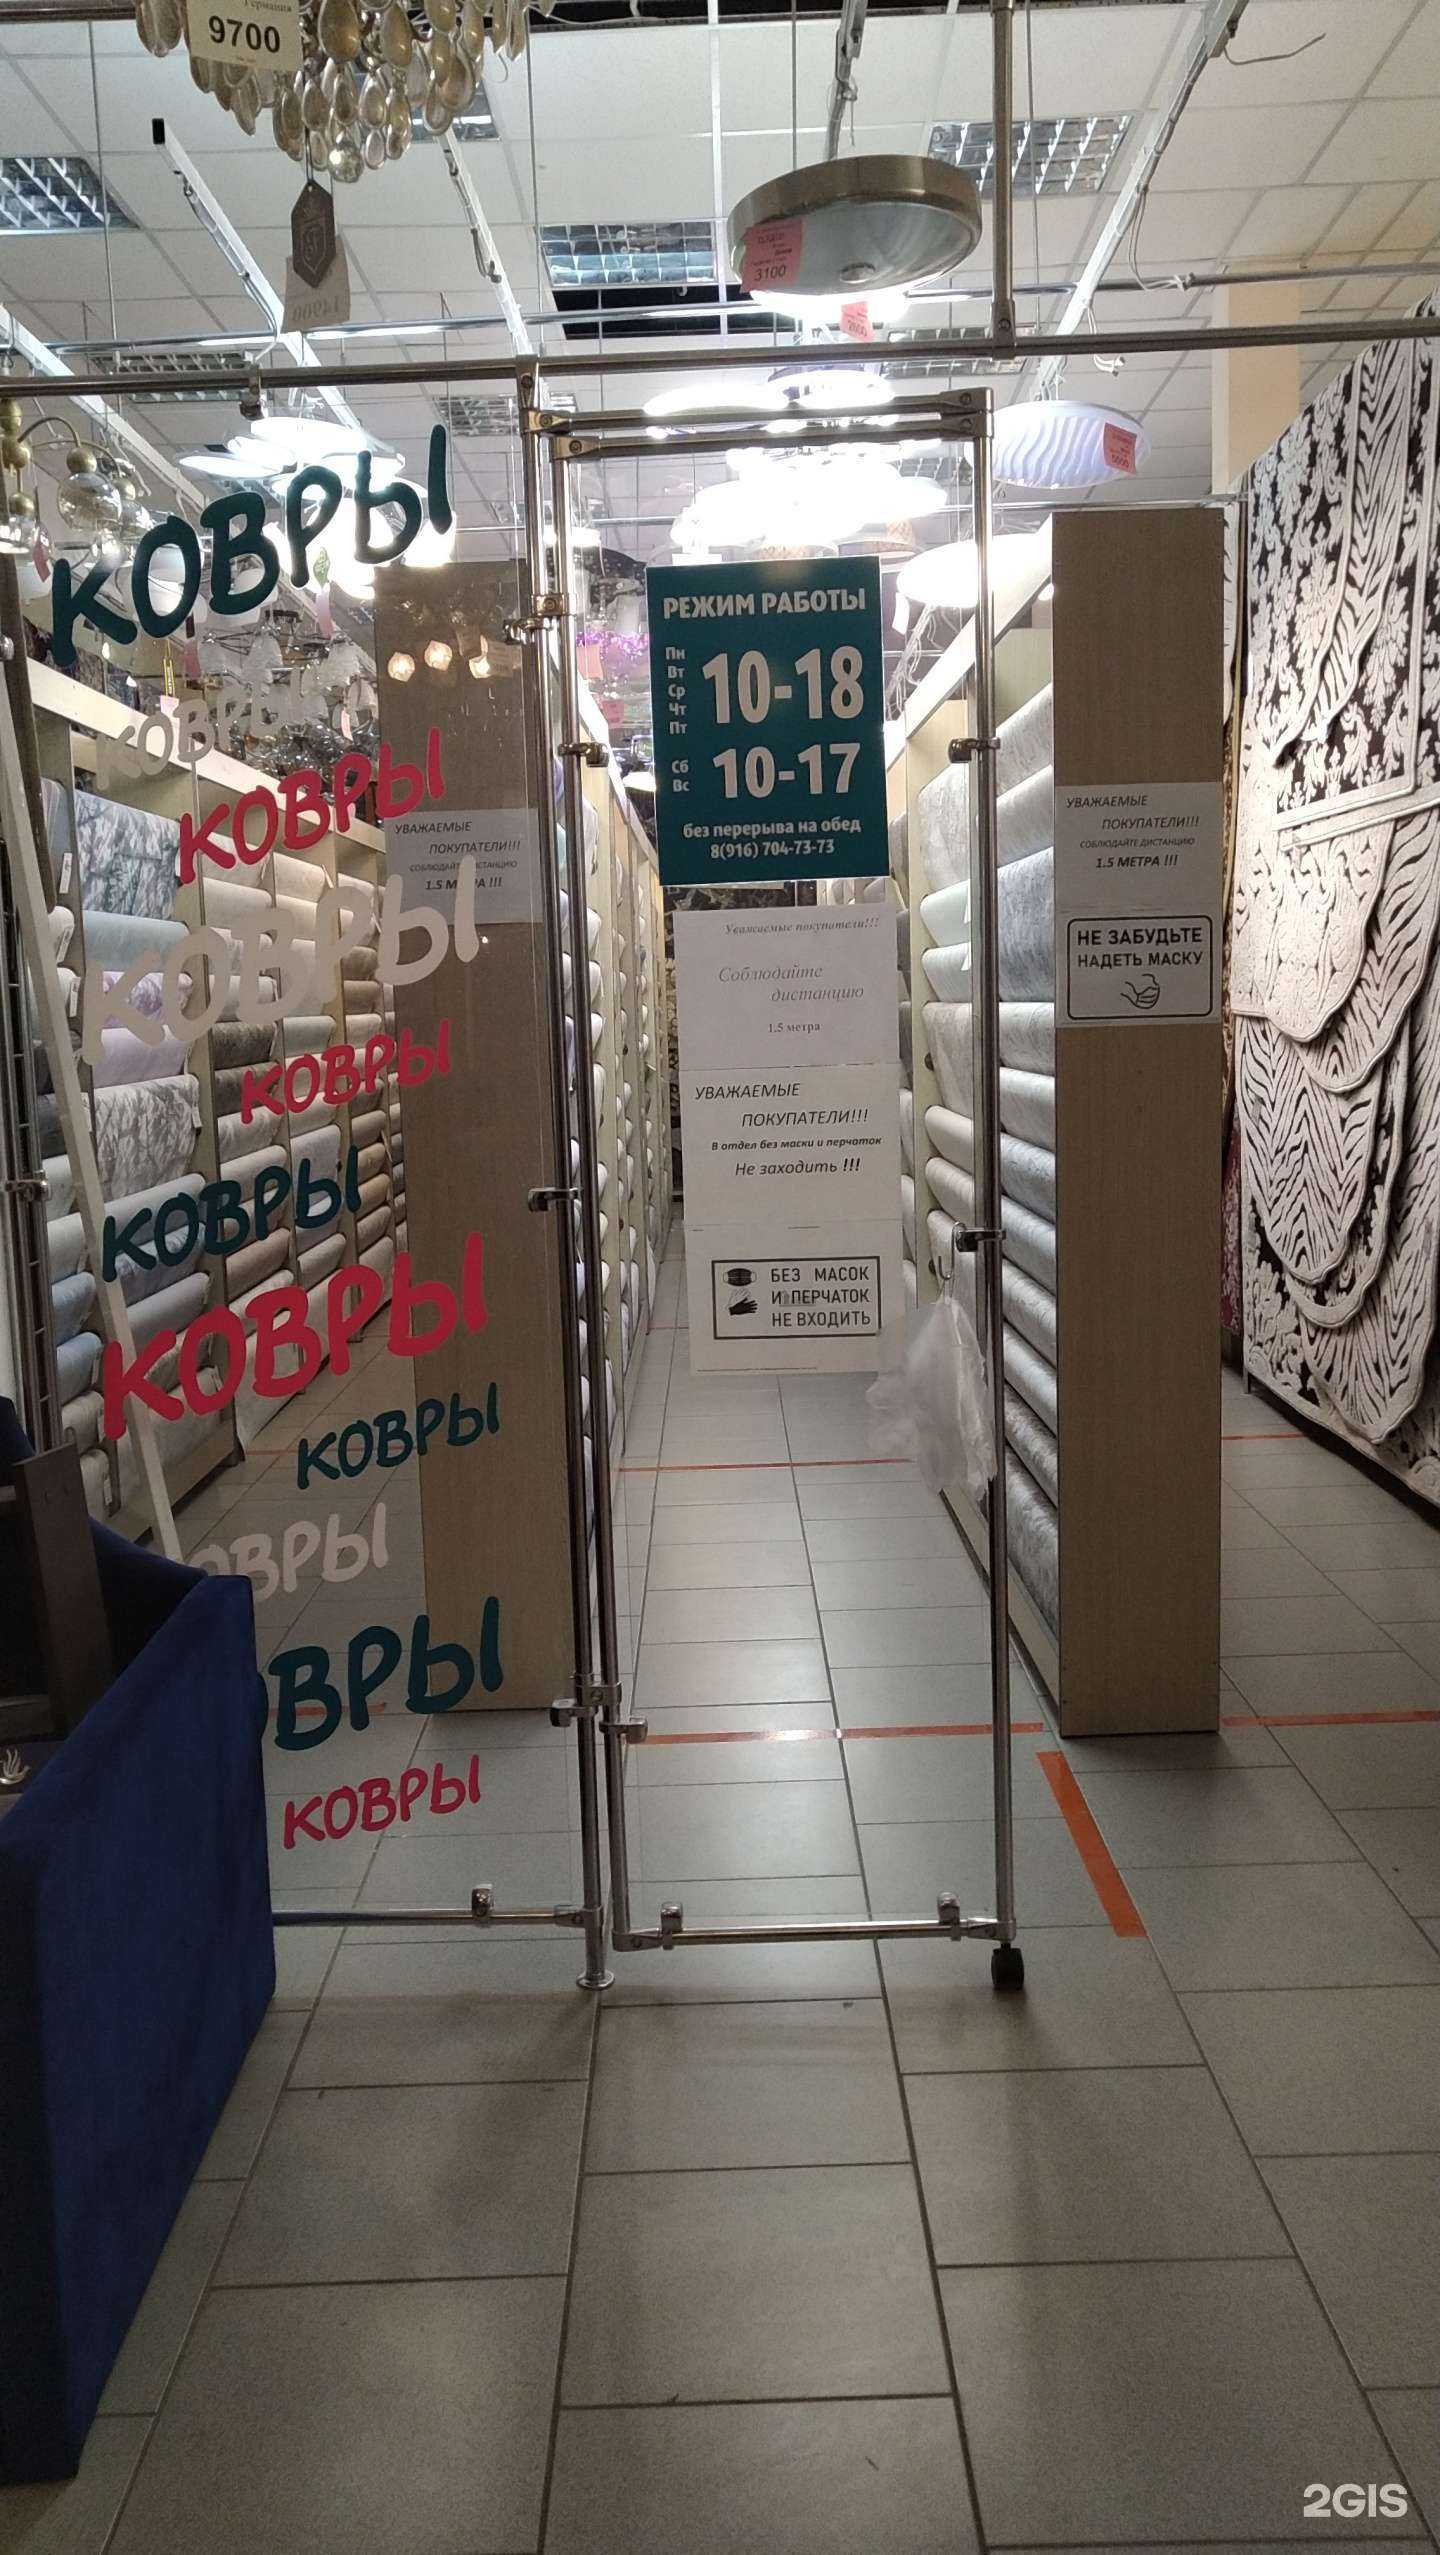 Германия
9700
14900
3100
5000
КОВРЫ
КОВРЫ
КОВРЫ
КОВРЫ
КОВРЫ
КОВРЫ
КОВРЫ
КОВРЫ
ОВРЫ
ОВРЫ
КОВРЫ
УВАЖАЕМЫЕ
ПОКУПАТЕЛИ!!!
СОБЛЮДАЙТЕ ДИСТАНЦИЮ
1.5 МЕТРА !!!
РЕЖИМ РАБОТЫ
Пн
Вт
Ср
Чт
Пт
10-18
Сб
Вс
10-17
без перерыва на обед
8(916) 704-73-73
Уважаемые покупатели!!!
Соблюдайте
дистанцию
1.5 метра
УВАЖАЕМЫЕ
ПОКУПАТЕЛИ!!!
В отдел без маски и перчаток
Не заходить !!!
БЕЗ МАСОК
И ПЕРЧАТОК
НЕ ВХОДИТЬ
УВАЖАЕМЫЕ
ПОКУПАТЕЛИ!!!
СОБЛЮДАЙТЕ ДИСТАНЦИЮ
1.5 МЕТРА !!!
НЕ ЗАБУДЬТЕ
НАДЕТЬ МАСКУ
2GIS